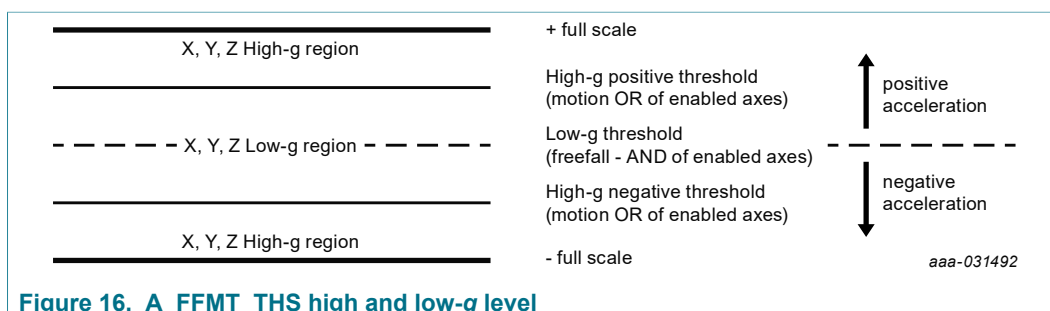 + full scale
X, Y, Z High-g region
High-g positive threshold
(motion OR of enabled axes)
positive
acceleration
X, Y, Z Low-g region
Low-g threshold
(freefall - AND of enabled axes)
High-g negative threshold
(motion OR of enabled axes)
negative
acceleration
X, Y, Z High-g region
- full scale
aaa-031492
Figure 16. A_FFMT_THS high and low-g level